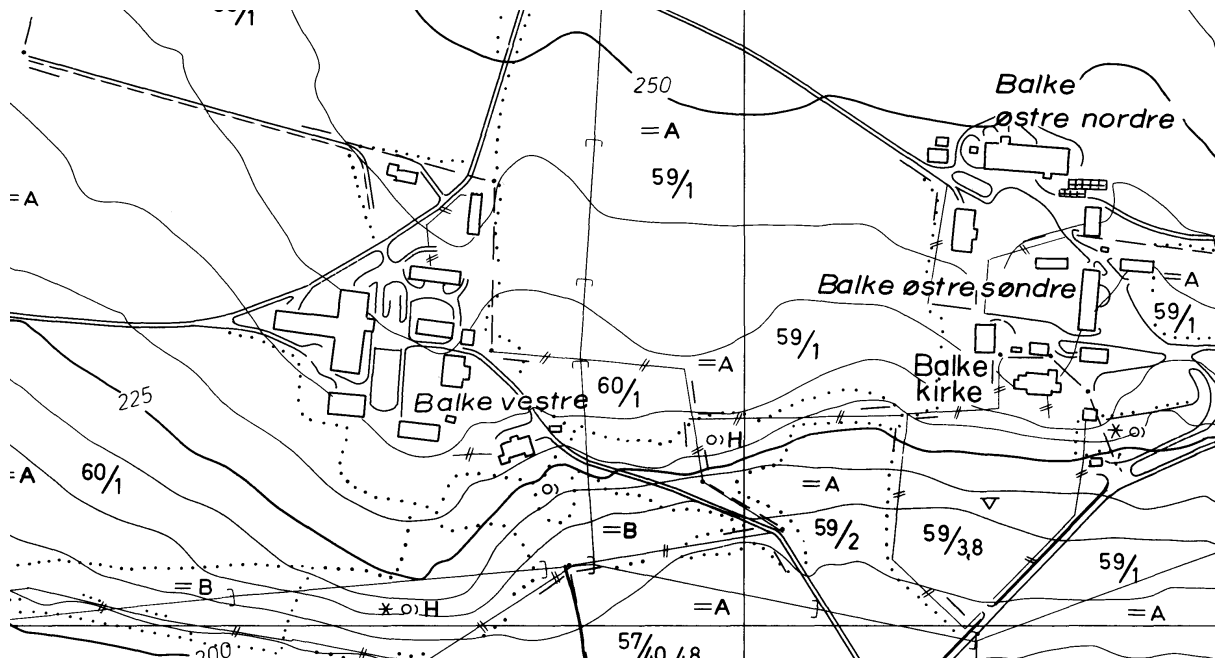 250
Balke
østre nordre
= A
59/1
= A
Balke østre søndre
= A
59/1
59/1
= A
225
60/1
Balke
kirke
Balke vestre
H
= A
60/1
= A
= B
59/2
59/3,8
59/1
= B
H
= A
= A
57/40,48
200